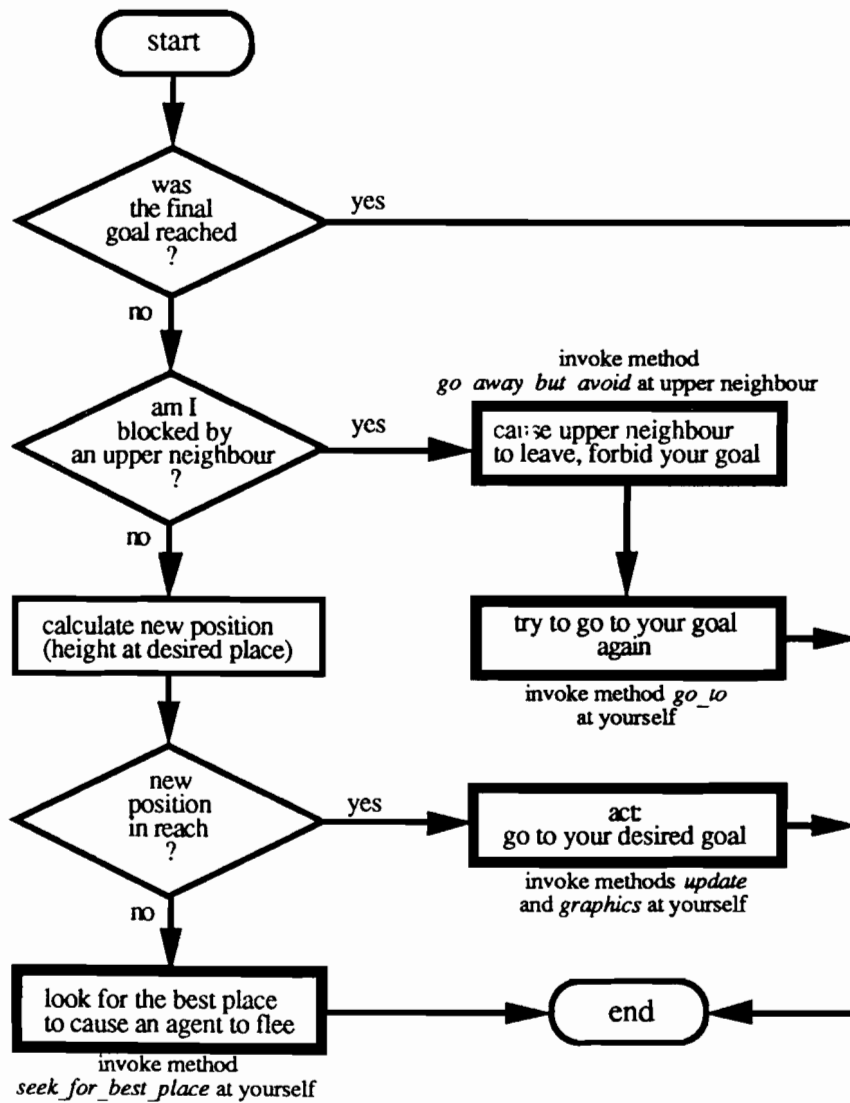 start
was
the final
goal reached
?
yes
no
invoke method
go away but avoid at upper neighbour
am I
blocked by
an upper neighbour
?
yes
cause upper neighbour
to leave, forbid your goal
no
calculate new position
(height at desired place)
try to go to your goal
again
invoke method go_to
at yourself
new
position
in reach
?
yes
act:
go to your desired goal
invoke methods update
and graphics at yourself
no
look for the best place
to cause an agent to flee
invoke method
seek_for_best_place at yourself
end